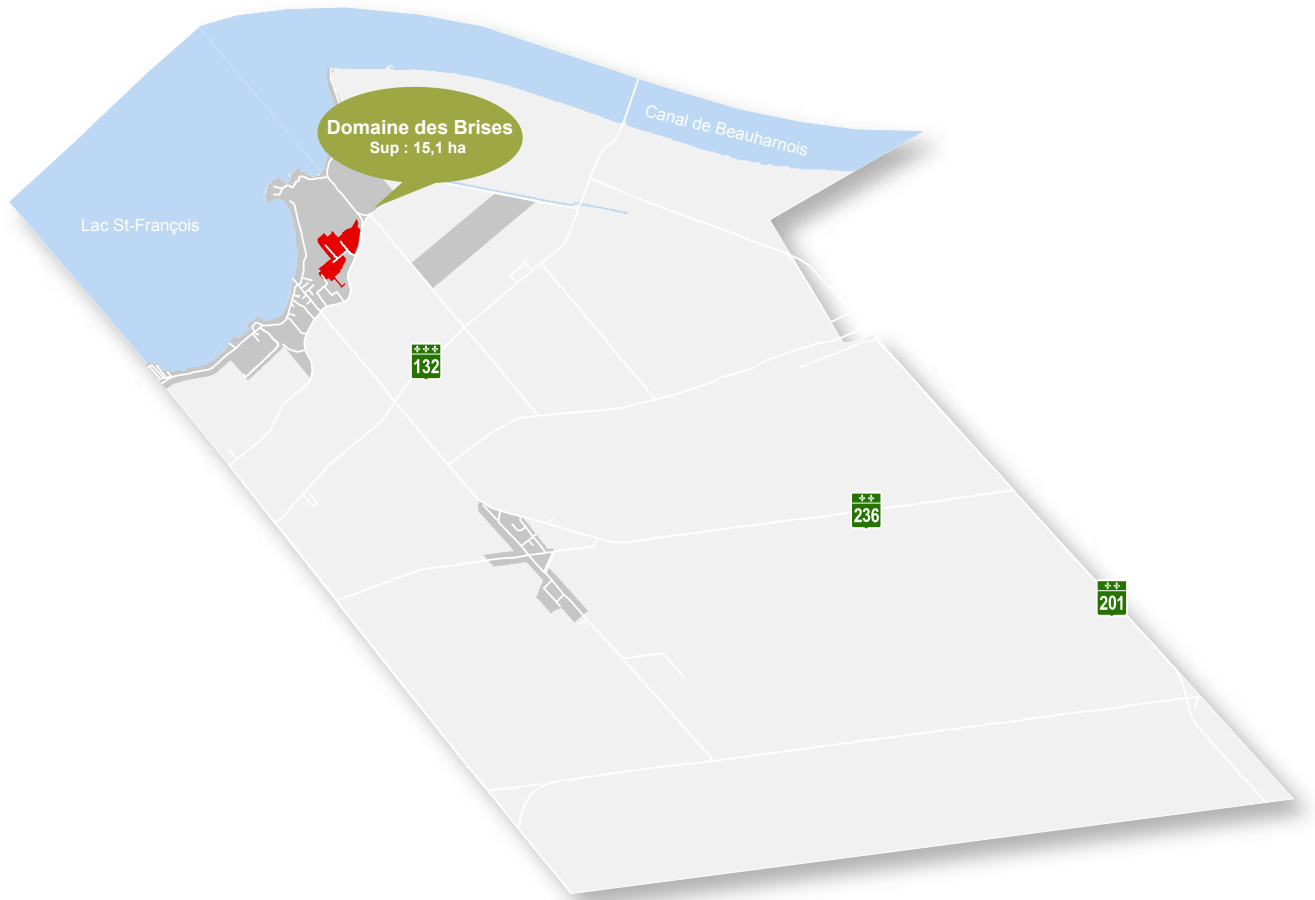 Canal de Beauharnois
Domaine des Brises
Sup : 15,1 ha
Lac St-François
132
236
201